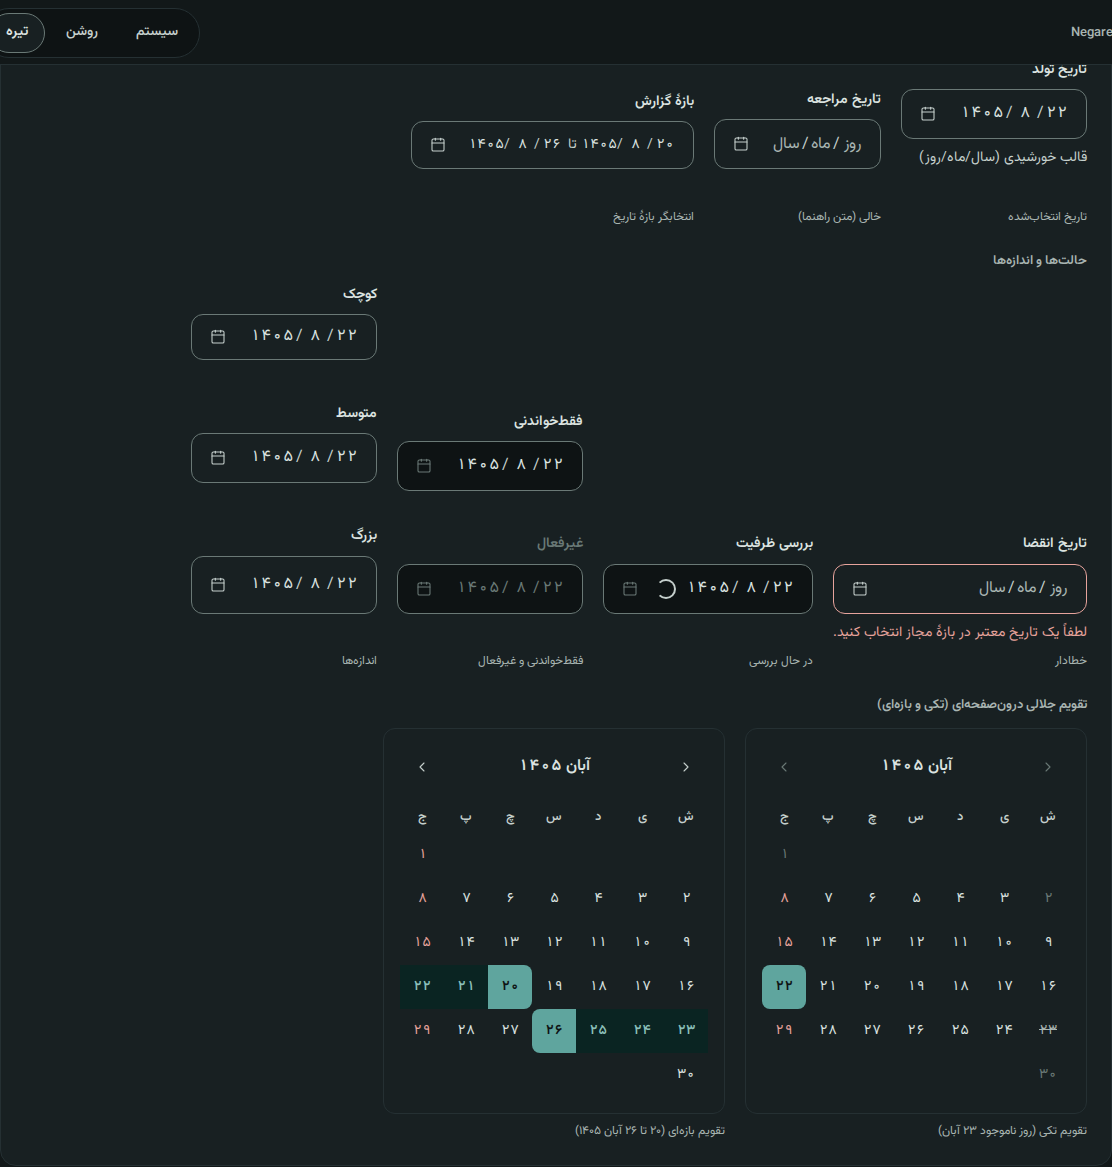 Negare
سیستم
روشن
تیره
تاریخ تولد
۱۴۰۵/ ۸ /۲۲
قالب خورشیدی (سال/ماه/روز)
تاریخ مراجعه
روز /ماه/سال
بازهٔ گزارش
۱۴۰۵/ ۸ /۲۰ تا ۱۴۰۵/ ۸ /۲۶
تاریخ انتخاب‌شده
خالی (متن راهنما)
انتخابگر بازهٔ تاریخ
حالت‌ها و اندازه‌ها
کوچک
۱۴۰۵/ ۸ /۲۲
متوسط
۱۴۰۵/ ۸ /۲۲
فقط‌خواندنی
۱۴۰۵/ ۸ /۲۲
تاریخ انقضا
روز /ماه/سال
لطفاً یک تاریخ معتبر در بازهٔ مجاز انتخاب کنید.
بررسی ظرفیت
۱۴۰۵/ ۸ /۲۲
غیرفعال
۱۴۰۵/ ۸ /۲۲
بزرگ
۱۴۰۵/ ۸ /۲۲
خطادار
در حال بررسی
فقط‌خواندنی و غیرفعال
اندازه‌ها
تقویم جلالی درون‌صفحه‌ای (تکی و بازه‌ای)
آبان ۱۴۰۵
ش ی د س چ پ ج
۱
۲ ۳ ۴ ۵ ۶ ۷ ۸
۹ ۱۰ ۱۱ ۱۲ ۱۳ ۱۴ ۱۵
۱۶ ۱۷ ۱۸ ۱۹ ۲۰ ۲۱ ۲۲
۲۳ ۲۴ ۲۵ ۲۶ ۲۷ ۲۸ ۲۹
۳۰
تقویم تکی (روز ناموجود ۲۳ آبان)
آبان ۱۴۰۵
ش ی د س چ پ ج
۱
۲ ۳ ۴ ۵ ۶ ۷ ۸
۹ ۱۰ ۱۱ ۱۲ ۱۳ ۱۴ ۱۵
۱۶ ۱۷ ۱۸ ۱۹ ۲۰ ۲۱ ۲۲
۲۳ ۲۴ ۲۵ ۲۶ ۲۷ ۲۸ ۲۹
۳۰
تقویم بازه‌ای (۲۰ تا ۲۶ آبان ۱۴۰۵)